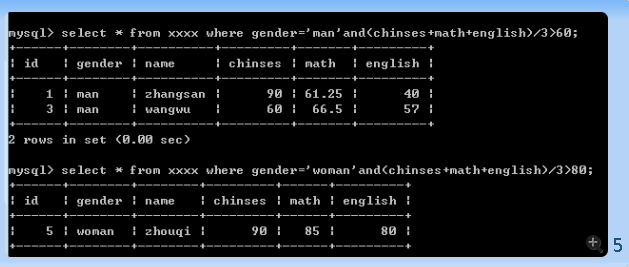 mysql> select * from xxxx where gender='man'and(chinses+math+english)/3>60;
+------+--------+----------+---------+-------+---------+
| id   | gender | name     | chinses | math  | english |
+------+--------+----------+---------+-------+---------+
|    1 | man    | zhangsan |      90 | 61.25 |      40 |
|    3 | man    | wangwu   |      60 |  66.5 |      57 |
+------+--------+----------+---------+-------+---------+
2 rows in set (0.00 sec)
mysql> select * from xxxx where gender='woman'and(chinses+math+english)/3>80;
+------+--------+--------+---------+------+---------+
| id   | gender | name   | chinses | math | english |
+------+--------+--------+---------+------+---------+
|    5 | woman  | zhouqi |      90 |   85 |      80 |
+------+--------+--------+---------+------+---------+
5